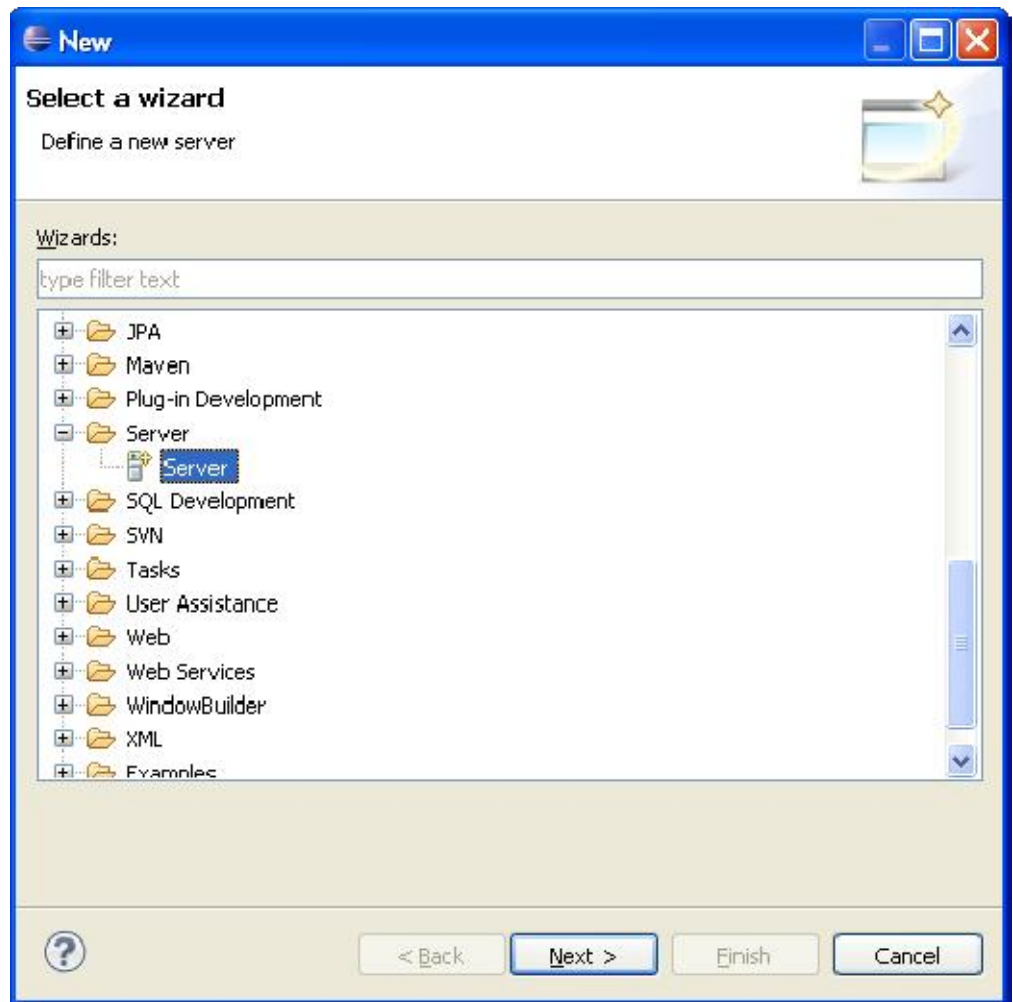 New
Select a wizard
Define a new server
Wizards:
type filter text
JPA
Maven
Plug-in Development
Server
Server
SQL Development
SVN
Tasks
User Assistance
Web
Web Services
WindowBuilder
XML
Examples
?
< Back Next > Finish Cancel